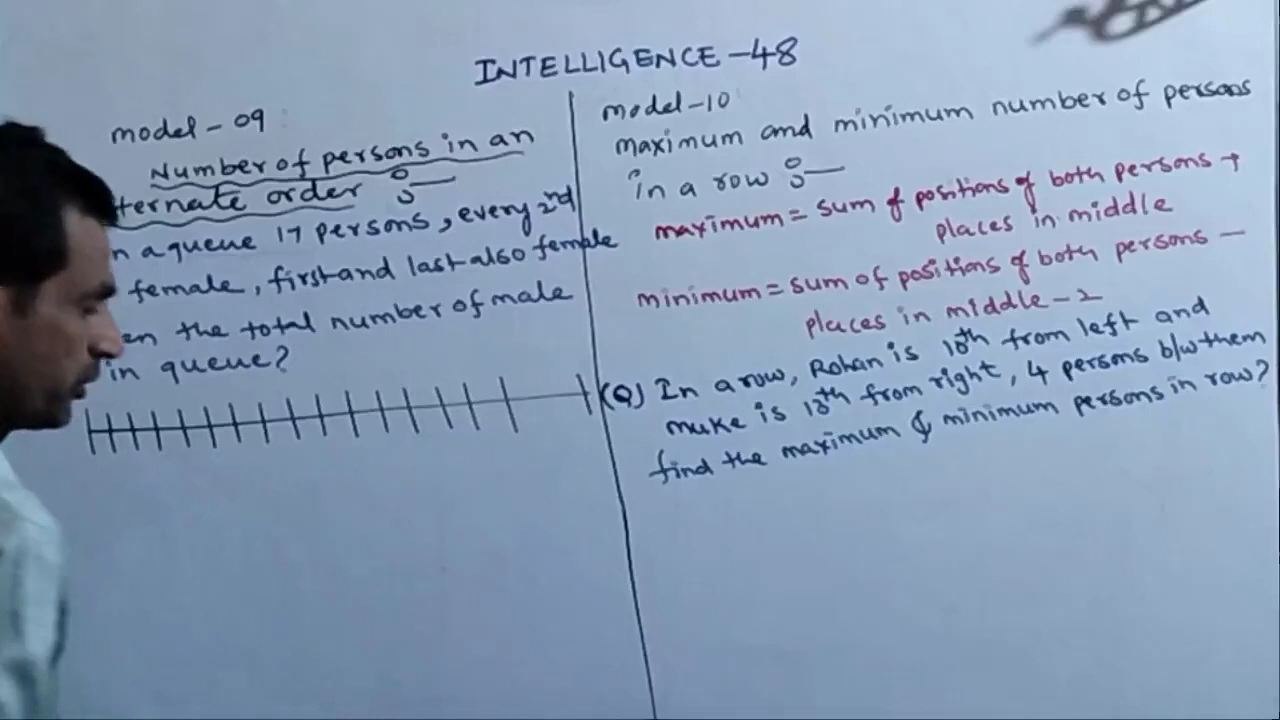 INTELLIGENCE-48
model-09
Number of persons in an
ternate order :-
n a queue 17 persons, every 2nd
female, first and last also female
en the total number of male
in queue?
model-10
maximum and minimum number of persons
in a row :-
maximum = sum of positions of both persons +
places in middle
minimum = sum of positions of both persons -
places in middle - 2
(Q) In a row, Rohan is 10th from left and
muke is 10th from right, 4 persons b/w them
find the maximum & minimum persons in row?